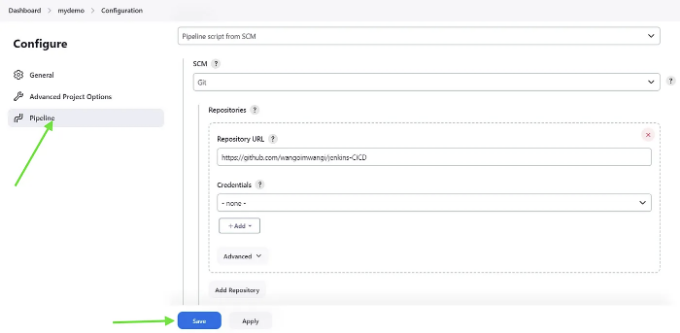 Dashboard > mydemo > Configuration
Configure
General
Advanced Project Options
Pipeline
Pipeline script from SCM
SCM ?
Git
?
Repositories ?
Repository URL ?
https://github.com/wangoimwangi/jenkins-CICD
Credentials ?
- none -
+ Add
Advanced
Add Repository
Save
Apply